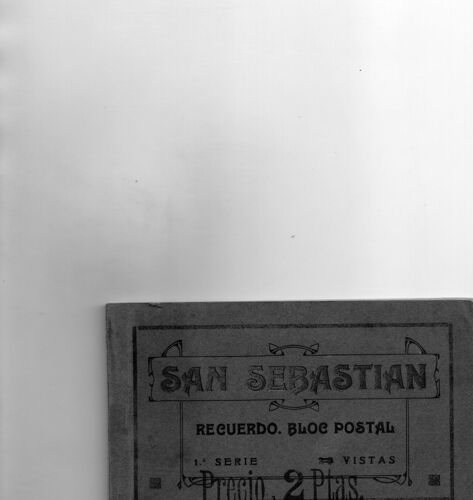 SAN SEBASTIAN
RECUERDO. BLOC POSTAL
1.ª SERIE VISTAS
Precio, 2 Ptas.